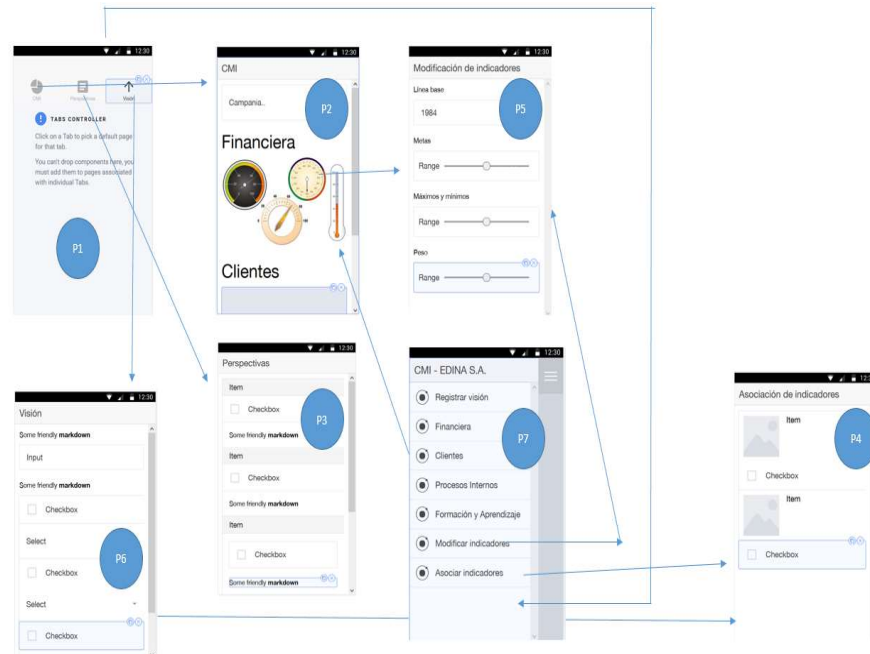 12:30
CMI
Perspectivas
Visión
TABS CONTROLLER
Click on a Tab to pick a default page
for that tab.
You can't drop components here, you
must add them to pages associated
with individual Tabs.
P1
12:30
CMI
Campania..
P2
Financiera
Clientes
12:30
Modificación de indicadores
Línea base
P5
1984
Metas
Range
Máximos y mínimos
Range
Peso
Range
12:30
Visión
Some friendly markdown
Input
Some friendly markdown
Checkbox
Select
P6
Checkbox
Select
Checkbox
12:30
Perspectivas
Item
Checkbox
P3
Some friendly markdown
Item
Checkbox
Some friendly markdown
Item
Checkbox
Some friendly markdown
12:30
CMI - EDINA S.A.
Registrar visión
Financiera
P7
Clientes
Procesos Internos
Formación y Aprendizaje
Modificar indicadores
Asociar indicadores
Asociación de indicadores
Item
P4
Checkbox
Item
Checkbox